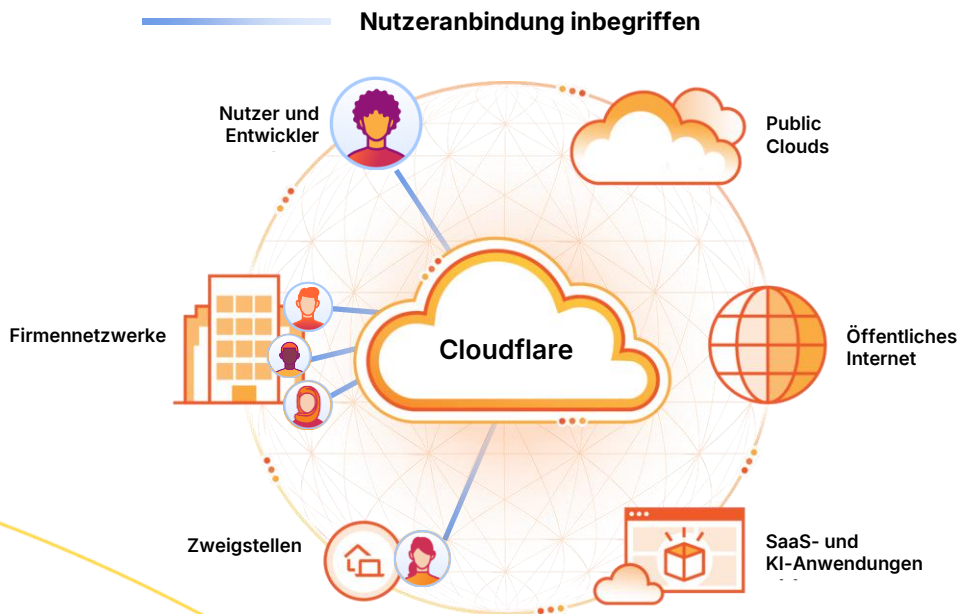 Nutzeranbindung inbegriffen
Nutzer und
Entwickler
Public
Clouds
Firmennetzwerke
Cloudflare
Öffentliches
Internet
Zweigstellen
SaaS- und
KI-Anwendungen